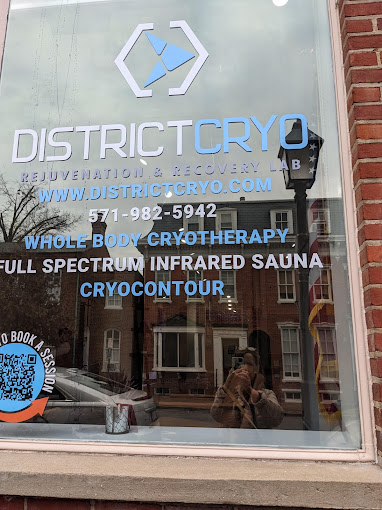 DISTRICTCRYO
REJUVENATION & RECOVERY LAB
WWW.DISTRICTCRYO.COM
571-982-5942
WHOLE BODY CRYOTHERAPY
FULL SPECTRUM INFRARED SAUNA
CRYOCONTOUR
TO BOOK A SESSION